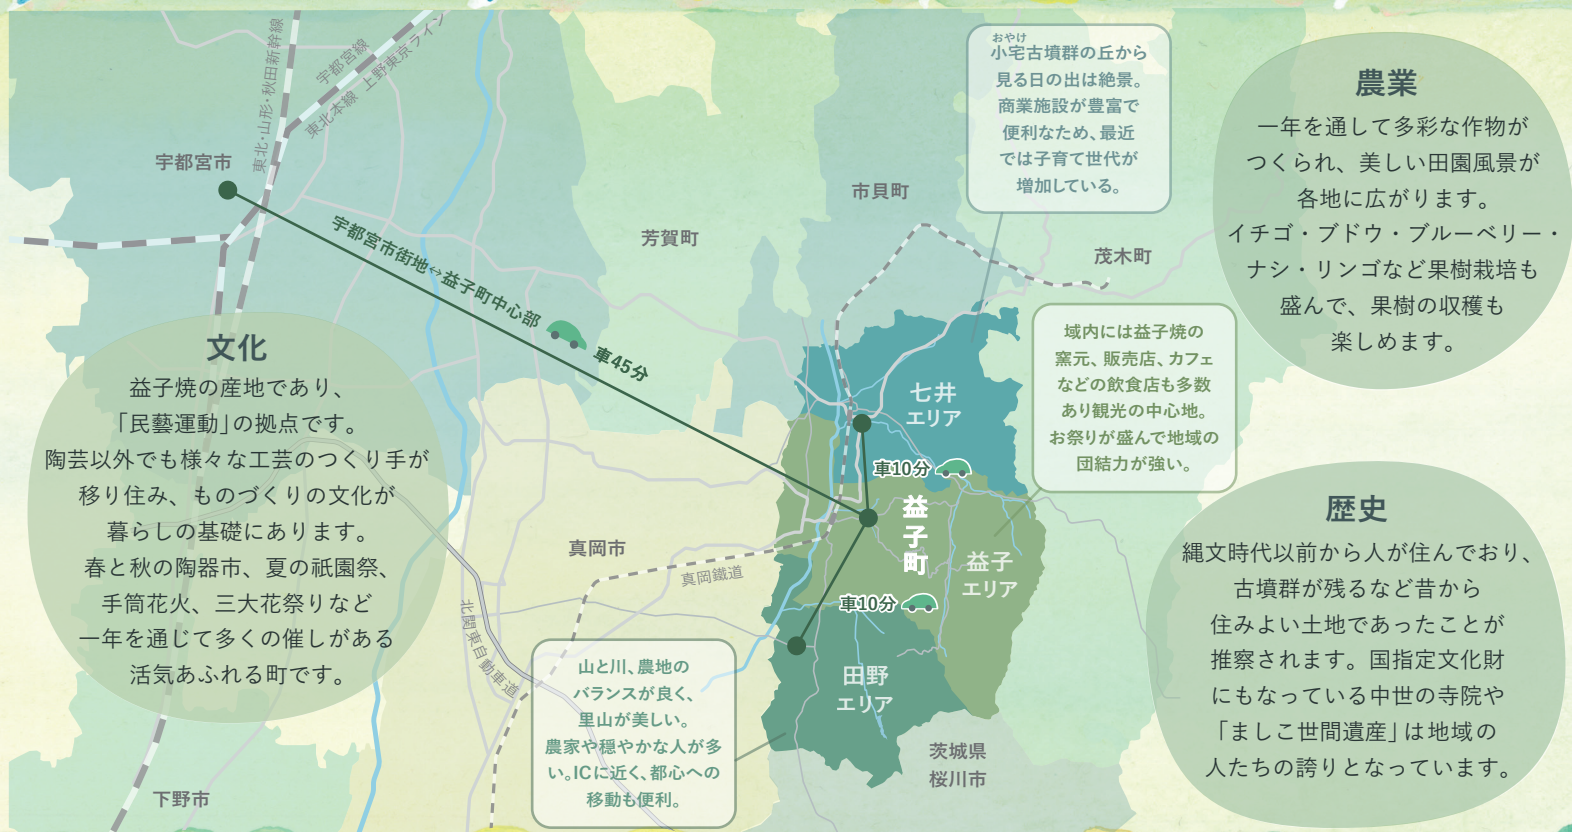 東北・山形・秋田新幹線
宇都宮線
上野東京ライン
東北本線
宇都宮市
宇都宮市街地↔益子町中心部
車45分
芳賀町
市貝町
茂木町
おやけ
小宅古墳群の丘から
見る日の出は絶景。
商業施設が豊富で
便利なため、最近
では子育て世代が
増加している。
農業
一年を通して多彩な作物が
つくられ、美しい田園風景が
各地に広がります。
イチゴ・ブドウ・ブルーベリー・
ナシ・リンゴなど果樹栽培も
盛んで、果樹の収穫も
楽しめます。
文化
益子焼の産地であり、
「民藝運動」の拠点です。
陶芸以外でも様々な工芸のつくり手が
移り住み、ものづくりの文化が
暮らしの基礎にあります。
春と秋の陶器市、夏の祇園祭、
手筒花火、三大花祭りなど
一年を通じて多くの催しがある
活気あふれる町です。
域内には益子焼の
窯元、販売店、カフェ
などの飲食店も多数
あり観光の中心地。
お祭りが盛んで地域の
団結力が強い。
七井
エリア
車10分
益子町
益子
エリア
車10分
田野
エリア
真岡市
真岡鐵道
北関東自動車道
山と川、農地の
バランスが良く、
里山が美しい。
農家や穏やかな人が多
い。ICに近く、都心への
移動も便利。
歴史
縄文時代以前から人が住んでおり、
古墳群が残るなど昔から
住みよい土地であったことが
推察されます。国指定文化財
にもなっている中世の寺院や
「ましこ世間遺産」は地域の
人たちの誇りとなっています。
茨城県
桜川市
下野市